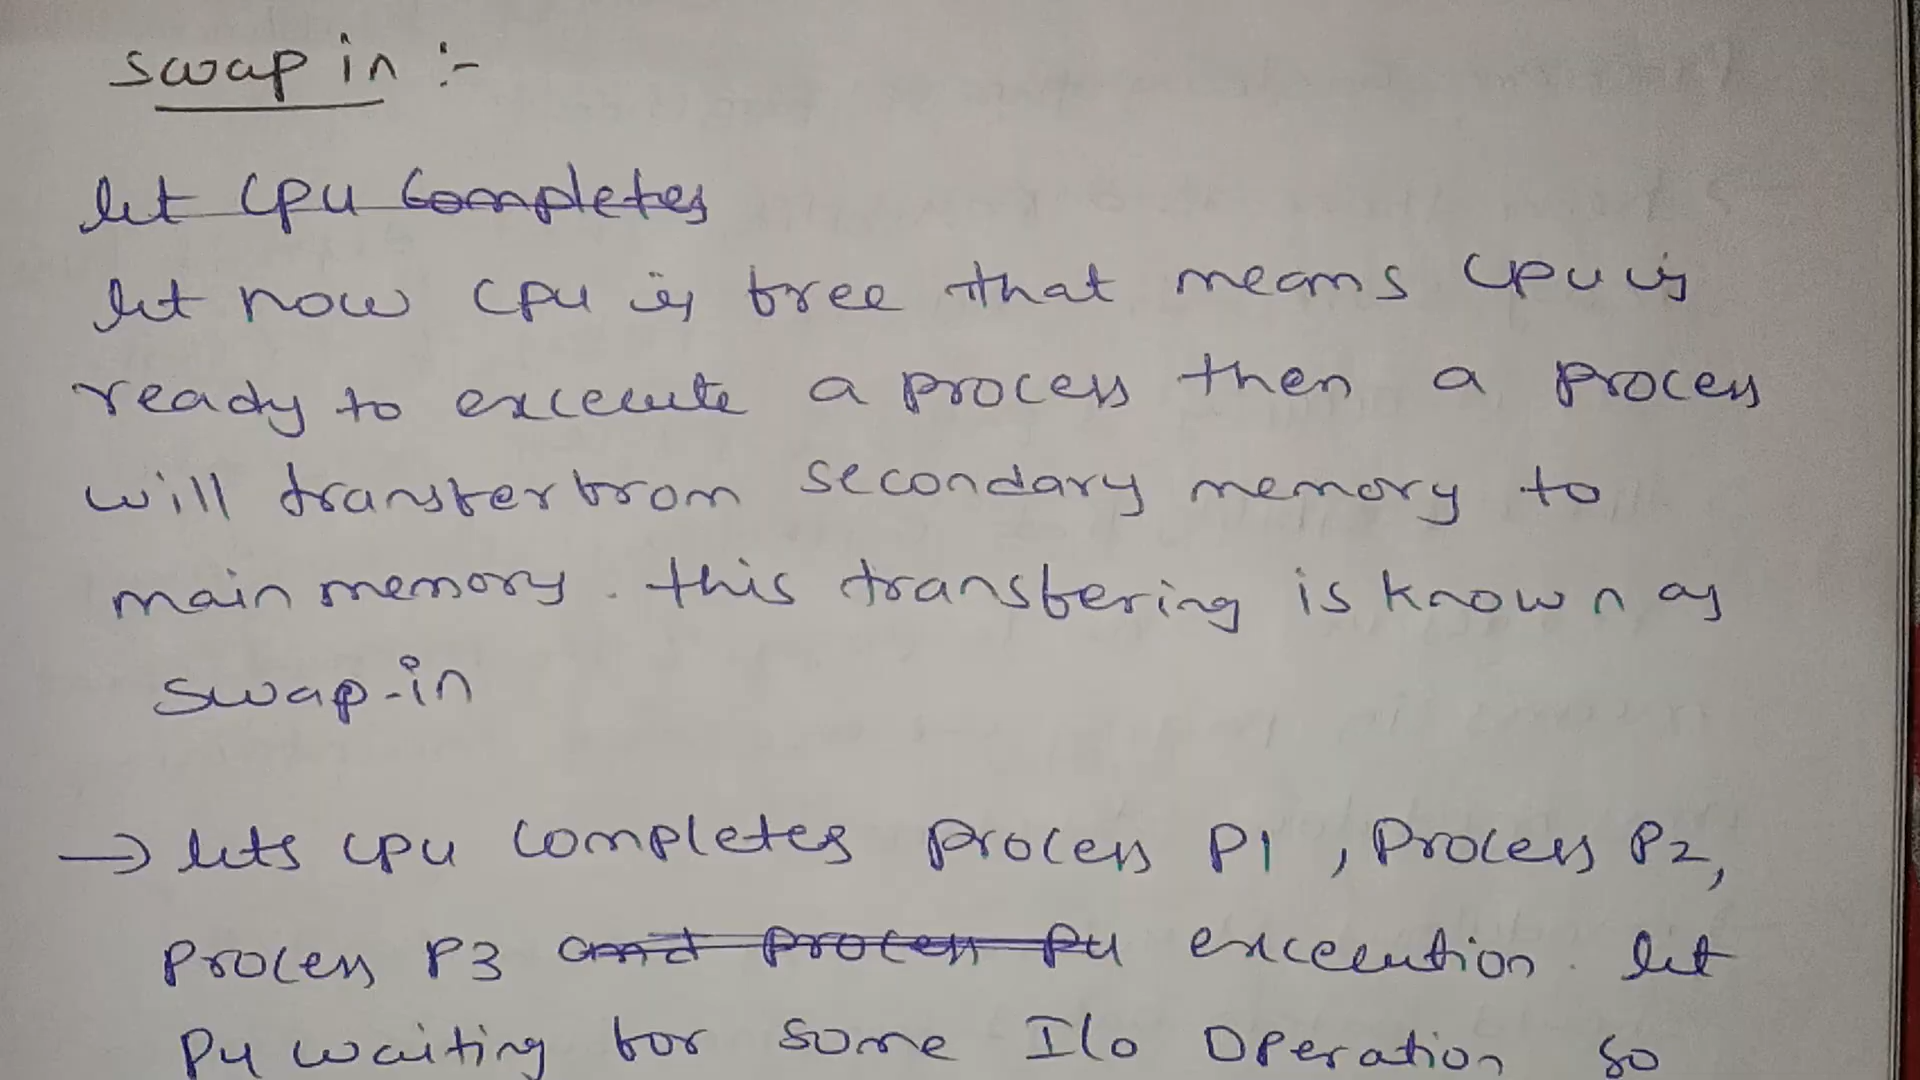 swap in :-
let cpu completes
let now cpu is free that means cpu is
ready to excecute a process then a process
will transfer from secondary memory to
main memory. this transfering is known as
swap-in
→ lets cpu completes process P1, process P2,
process P3 and process P4 excecution. let
P4 waiting for some I/o operation so